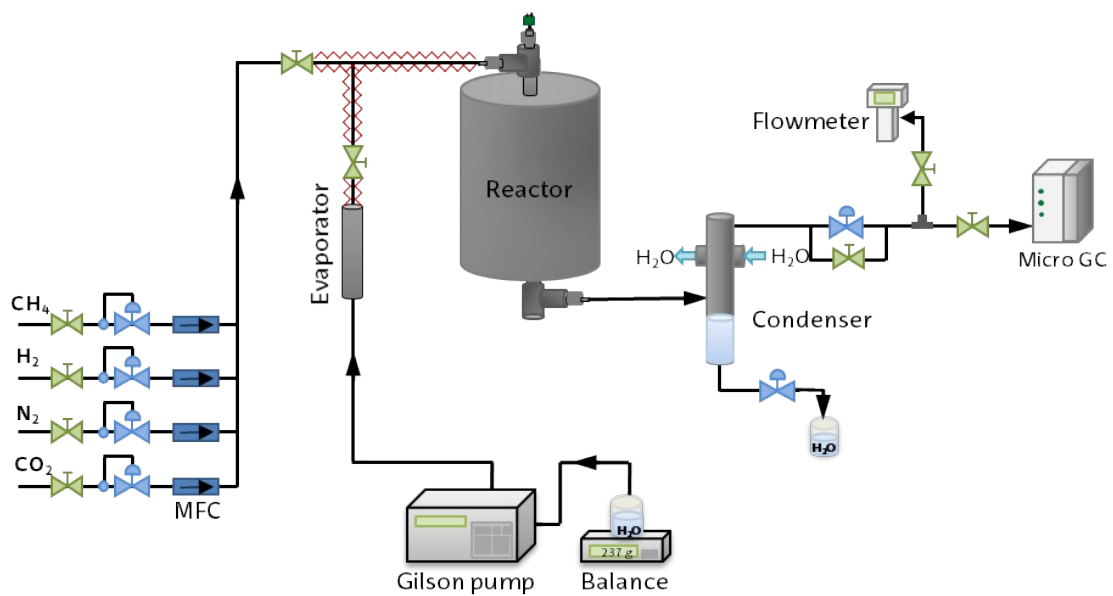 Flowmeter
Reactor
Evaporator
H₂O
H₂O
Micro GC
CH₄
Condenser
H₂
N₂
H₂O
CO₂
MFC
H₂O
237 g
Gilson pump
Balance